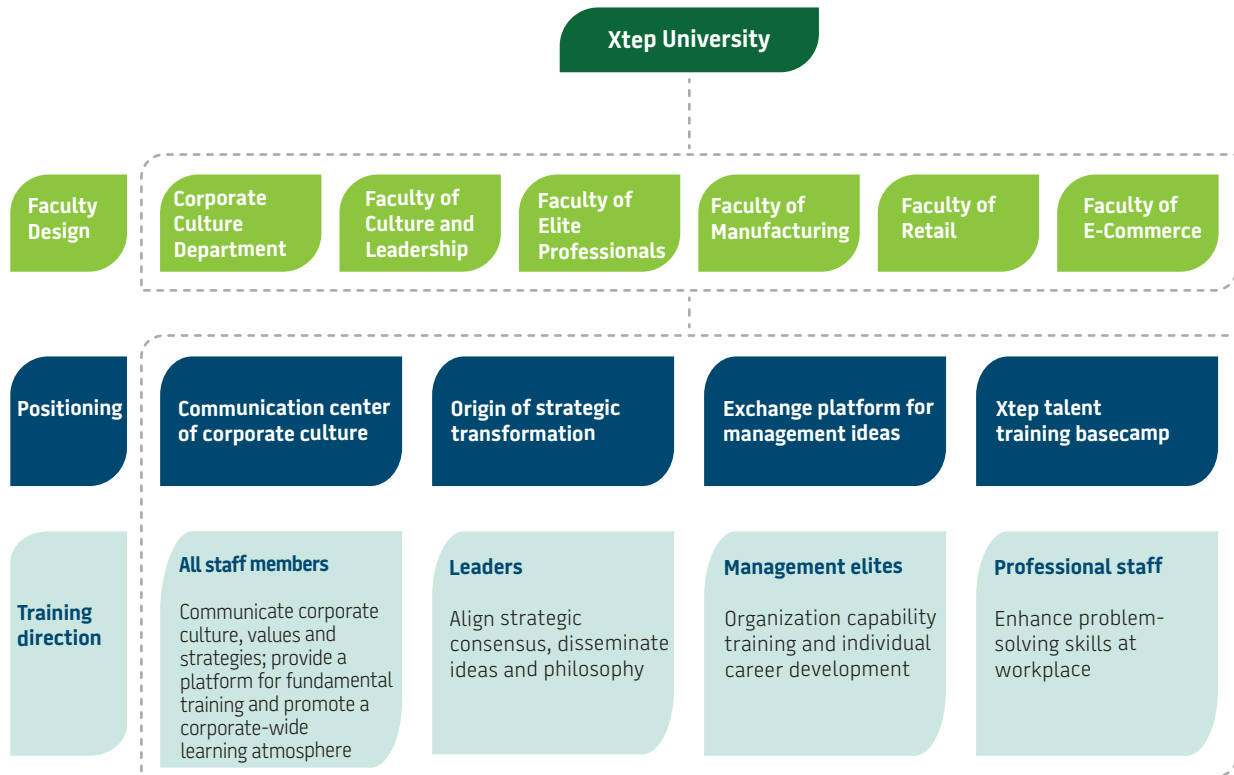 Xtep University
Faculty
Design
Corporate
Culture
Department
Faculty of
Culture and
Leadership
Faculty of
Elite
Professionals
Faculty of
Manufacturing
Faculty of
Retail
Faculty of
E-Commerce
Positioning
Communication center
of corporate culture
Origin of strategic
transformation
Exchange platform for
management ideas
Xtep talent
training basecamp
Training
direction
All staff members
Communicate corporate
culture, values and
strategies; provide a
platform for fundamental
training and promote a
corporate-wide
learning atmosphere
Leaders
Align strategic
consensus, disseminate
ideas and philosophy
Management elites
Organization capability
training and individual
career development
Professional staff
Enhance problem-
solving skills at
workplace